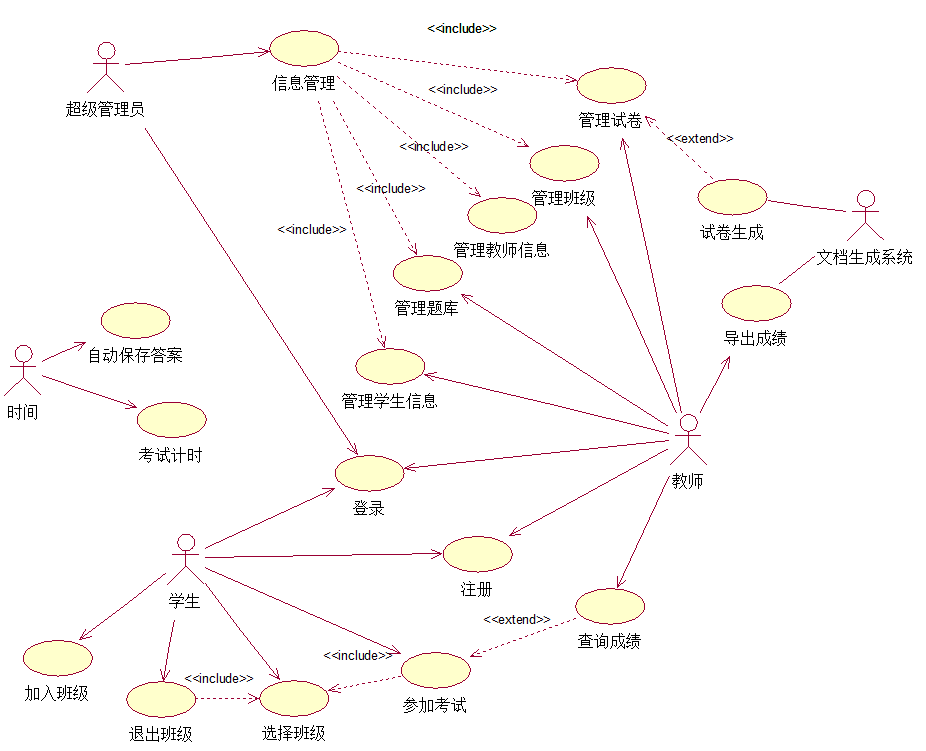 <<include>>
信息管理
超级管理员
<<include>>
管理试卷
<<extend>>
<<include>>
<<include>>
管理班级
试卷生成
<<include>>
管理教师信息
文档生成系统
管理题库
导出成绩
自动保存答案
管理学生信息
时间
考试计时
教师
登录
注册
学生
<<extend>>
查询成绩
<<include>>
<<include>>
加入班级
参加考试
退出班级
选择班级